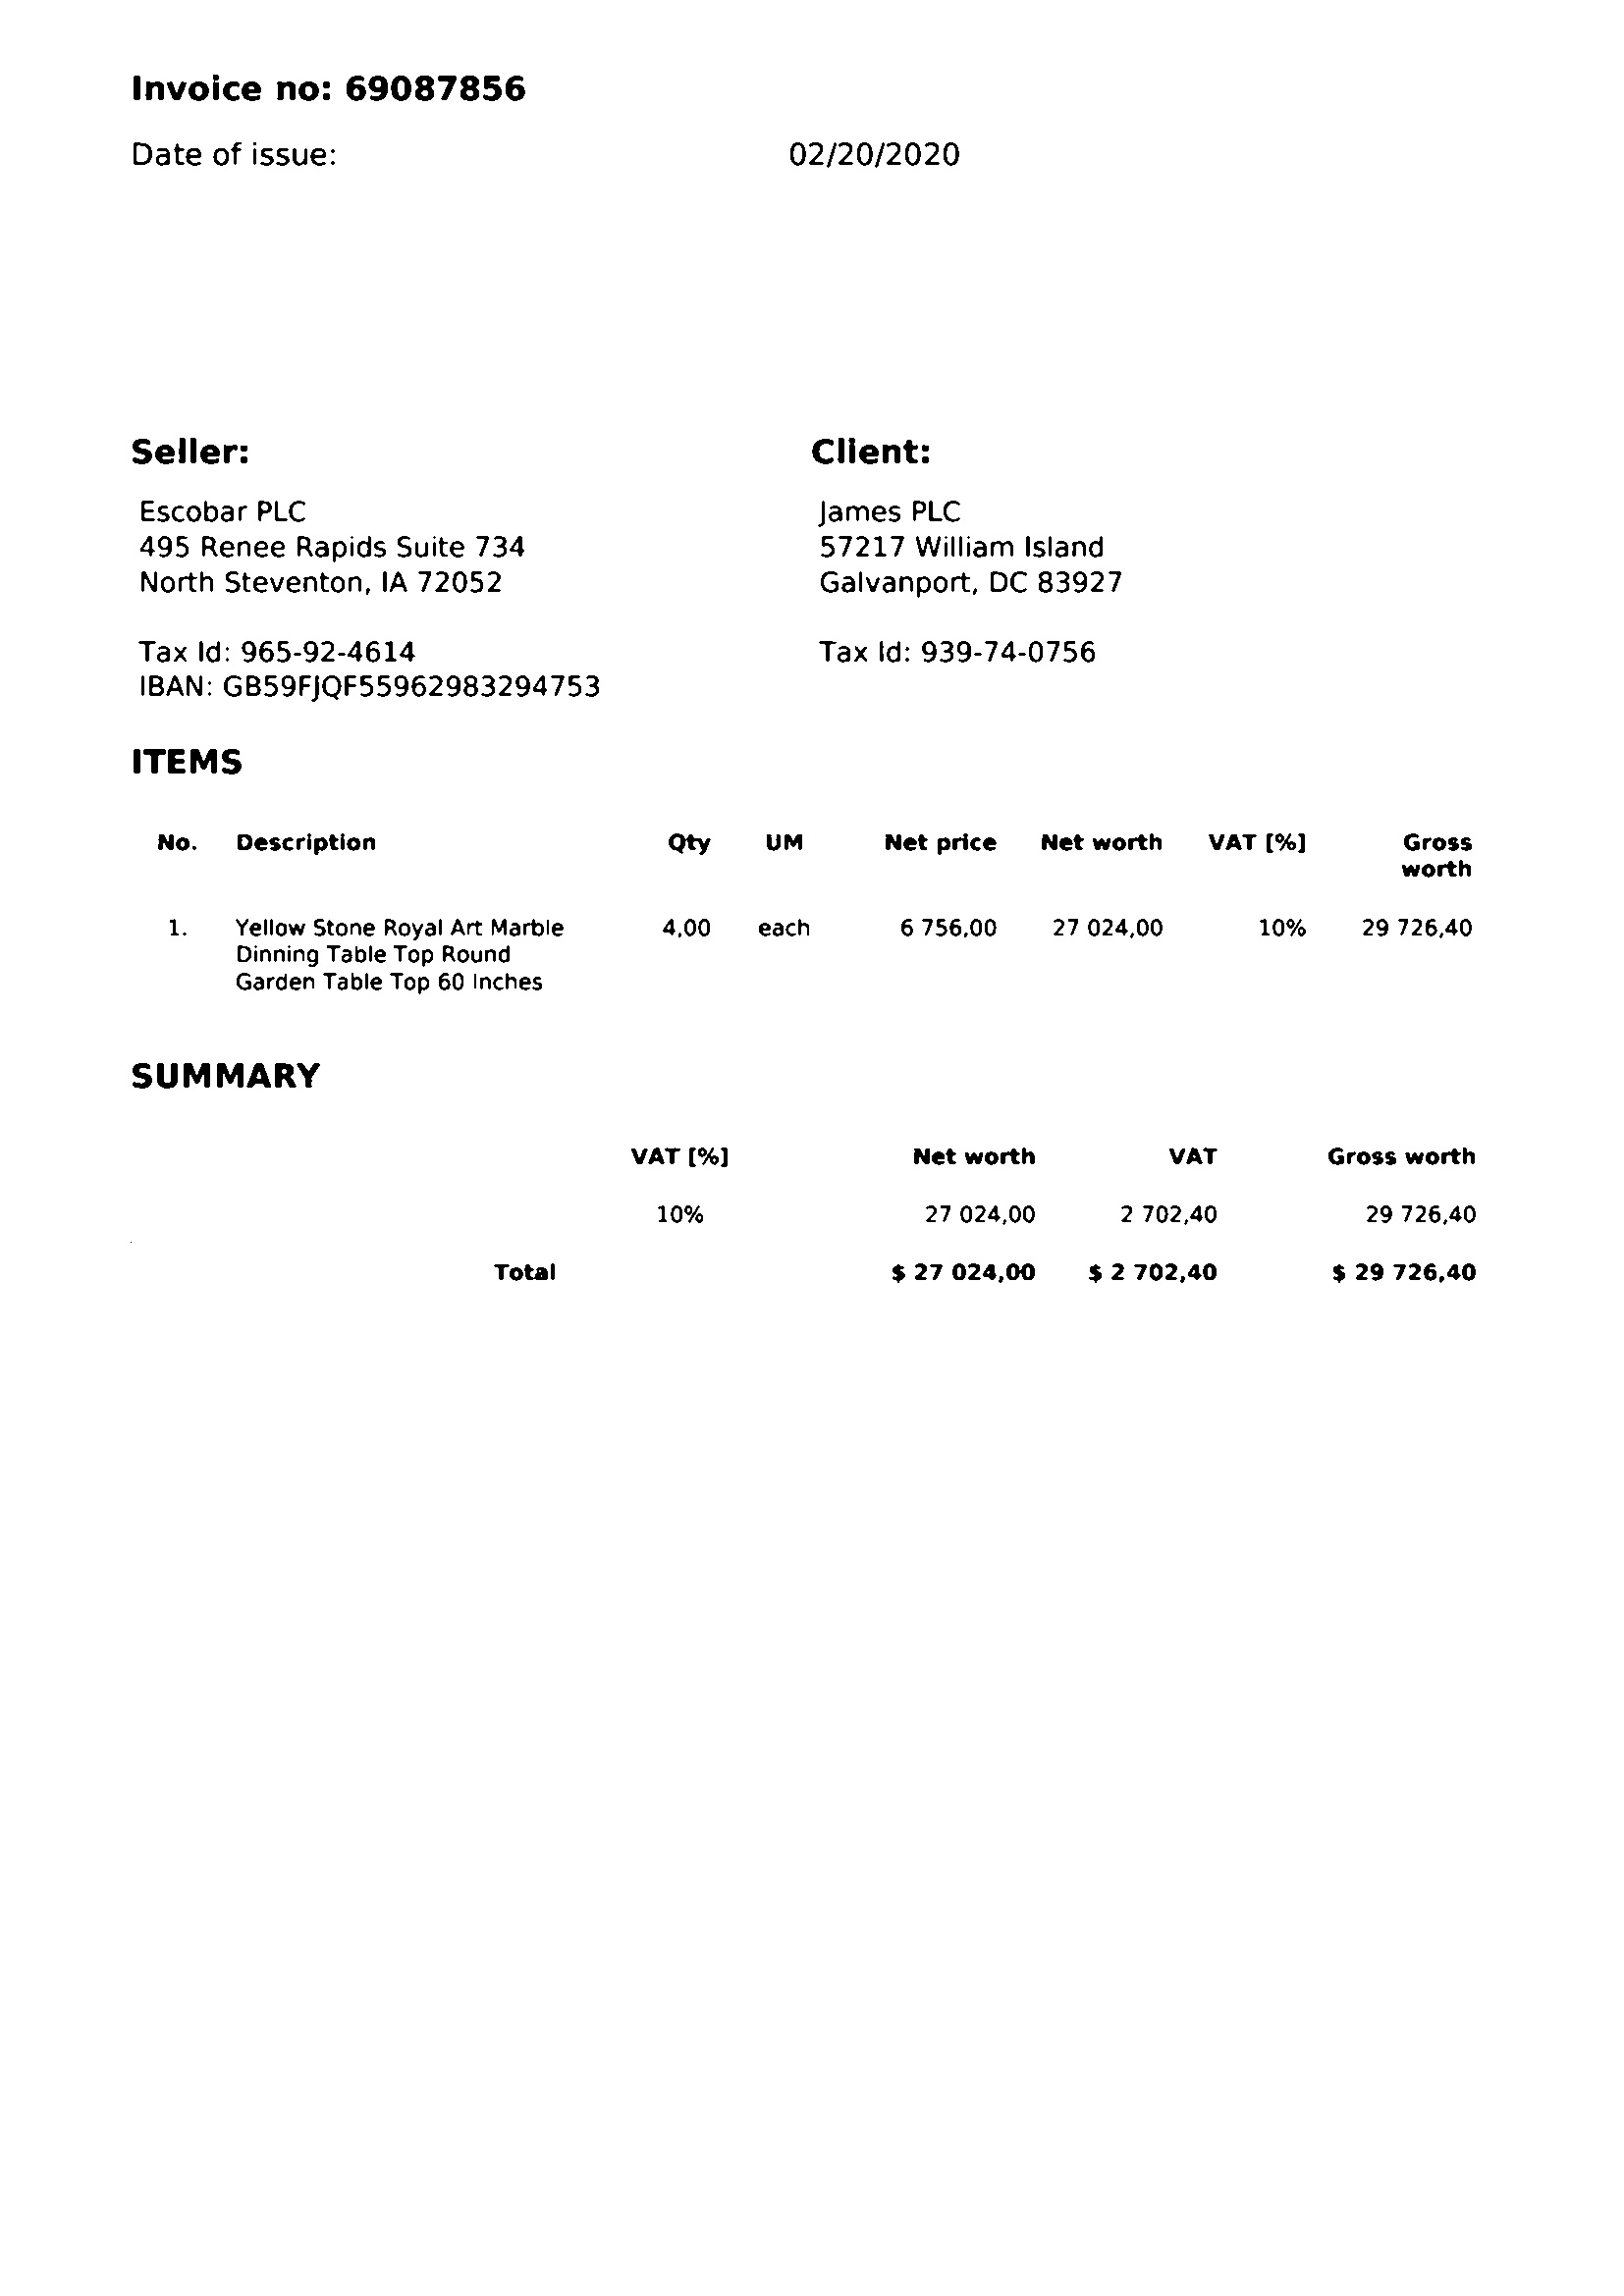 Invoice no: 69087856
Date of issue: 02/20/2020
Seller: Client:
Escobar PLC James PLC
495 Renee Rapids Suite 734 57217 William Island
North Steventon, IA 72052 Galvanport, DC 83927
Tax Id: 965-92-4614 Tax Id: 939-74-0756
IBAN: GB59FJQF55962983294753
ITEMS
No. Description Qty UM Net price Net worth VAT [%] Gross
worth
1. Yellow Stone Royal Art Marble 4,00 each 6 756,00 27 024,00 10% 29 726,40
Dinning Table Top Round
Garden Table Top 60 Inches
SUMMARY
VAT [%] Net worth VAT Gross worth
10% 27 024,00 2 702,40 29 726,40
Total $ 27 024,00 $ 2 702,40 $ 29 726,40